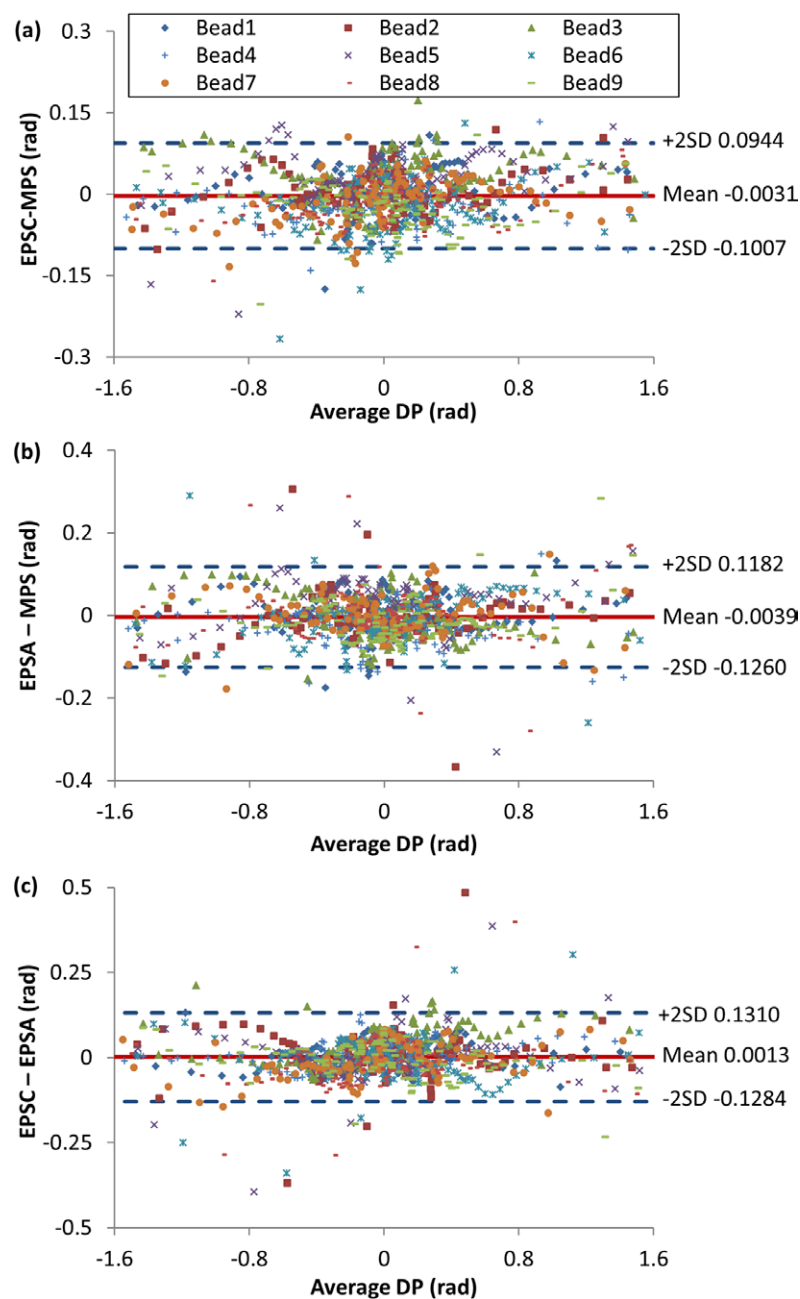 (a)
0.3
Bead1 Bead2 Bead3
Bead4 Bead5 Bead6
Bead7 Bead8 Bead9
0.15
+2SD 0.0944
EPSC-MPS (rad)
0
Mean -0.0031
-2SD -0.1007
-0.15
-0.3
-1.6 -0.8 0 0.8 1.6
Average DP (rad)
(b)
0.4
0.2
+2SD 0.1182
EPSA – MPS (rad)
0
Mean -0.0039
-2SD -0.1260
-0.2
-0.4
-1.6 -0.8 0 0.8 1.6
Average DP (rad)
(c)
0.5
0.25
+2SD 0.1310
EPSC – EPSA (rad)
0
Mean 0.0013
-2SD -0.1284
-0.25
-0.5
-1.6 -0.8 0 0.8 1.6
Average DP (rad)